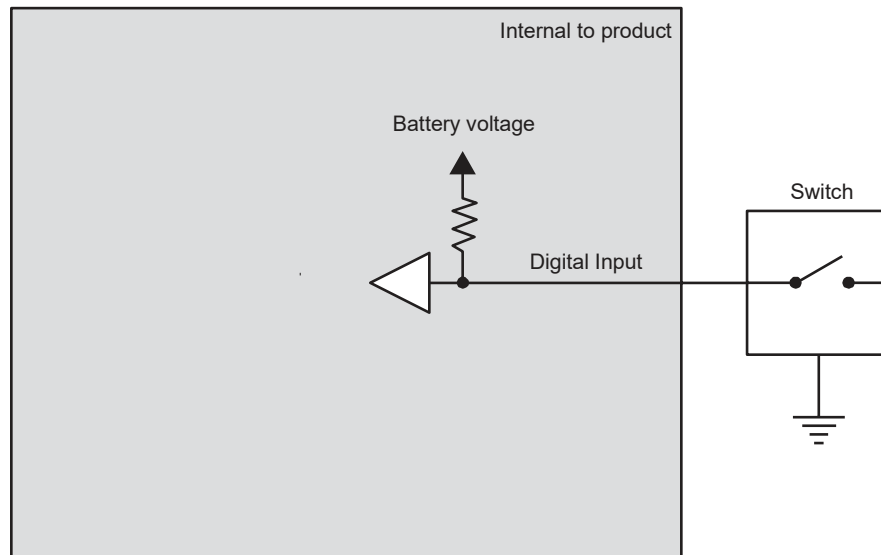 Internal to product
Battery voltage
Switch
Digital Input